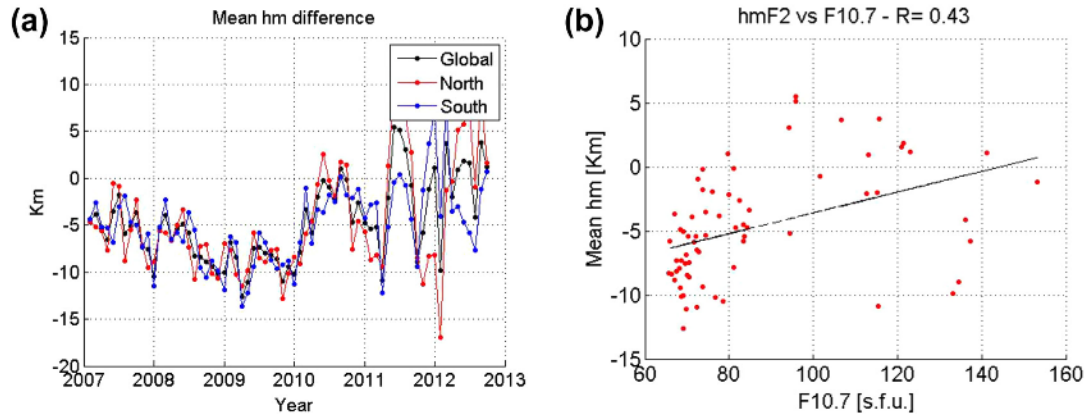 (a)
Mean hm difference
15
10
5
0
-5
-10
-15
-20
Km
2007
2008
2009
2010
2011
2012
2013
Year
Global
North
South
(b)
hmF2 vs F10.7 - R= 0.43
10
5
0
-5
-10
-15
Mean hm [Km]
60
80
100
120
140
160
F10.7 [s.f.u.]